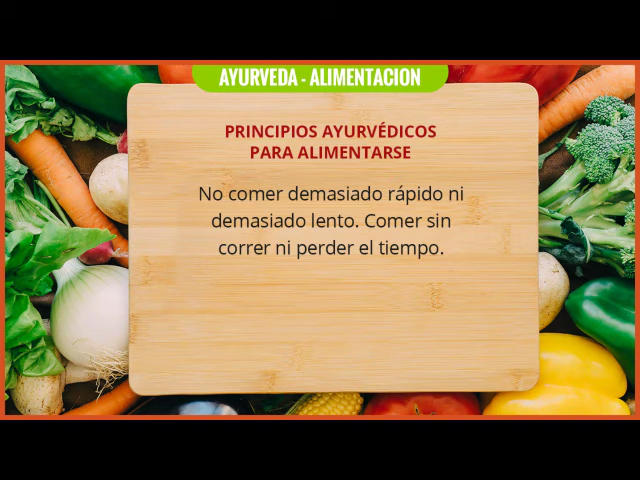 AYURVEDA - ALIMENTACION
PRINCIPIOS AYURVÉDICOS
PARA ALIMENTARSE
No comer demasiado rápido ni
demasiado lento. Comer sin
correr ni perder el tiempo.